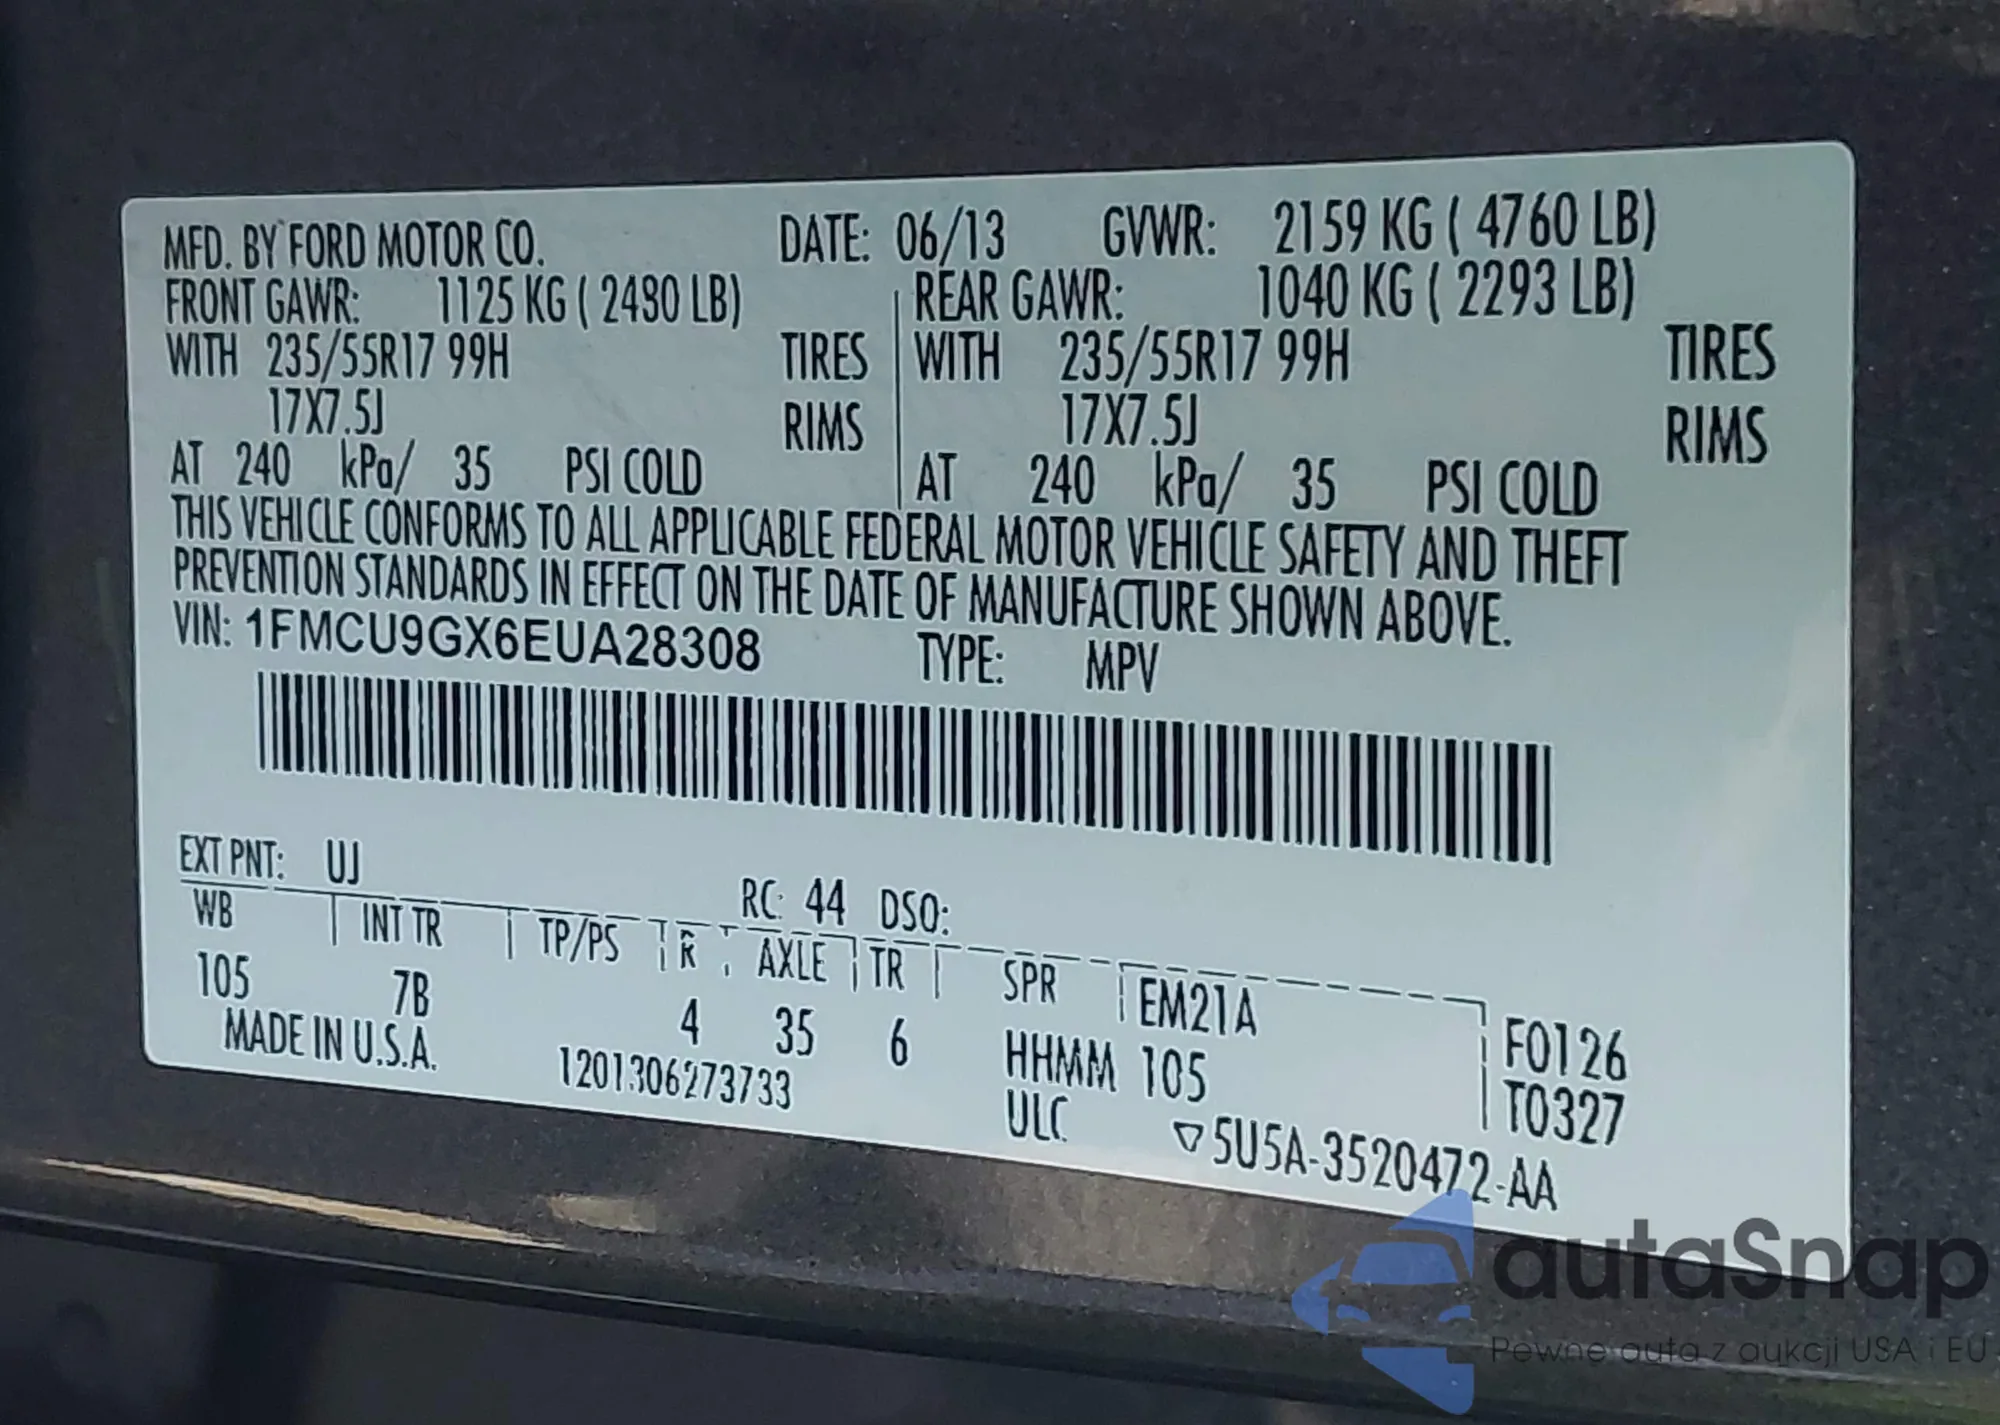 MFD. BY FORD MOTOR CO. DATE: 06/13 GVWR: 2159 KG ( 4760 LB)
FRONT GAWR: 1125 KG ( 2480 LB) REAR GAWR: 1040 KG ( 2293 LB)
WITH 235/55R17 99H TIRES WITH 235/55R17 99H TIRES
17X7.5J RIMS 17X7.5J RIMS
AT 240 kPa/ 35 PSI COLD AT 240 kPa/ 35 PSI COLD
THIS VEHICLE CONFORMS TO ALL APPLICABLE FEDERAL MOTOR VEHICLE SAFETY AND THEFT
PREVENTION STANDARDS IN EFFECT ON THE DATE OF MANUFACTURE SHOWN ABOVE.
VIN: 1FMCU9GX6EUA28308 TYPE: MPV
EXT PNT: UJ RC: 44 DSO:
WB INT TR TP/PS R AXLE TR SPR EM21A F0126
105 7B 4 35 6 HHMM 105 T0327
MADE IN U.S.A. 1201306273733 ULC ▽5U5A-3520472-AA
autaSnap
Pewne auta z aukcji USA i EU